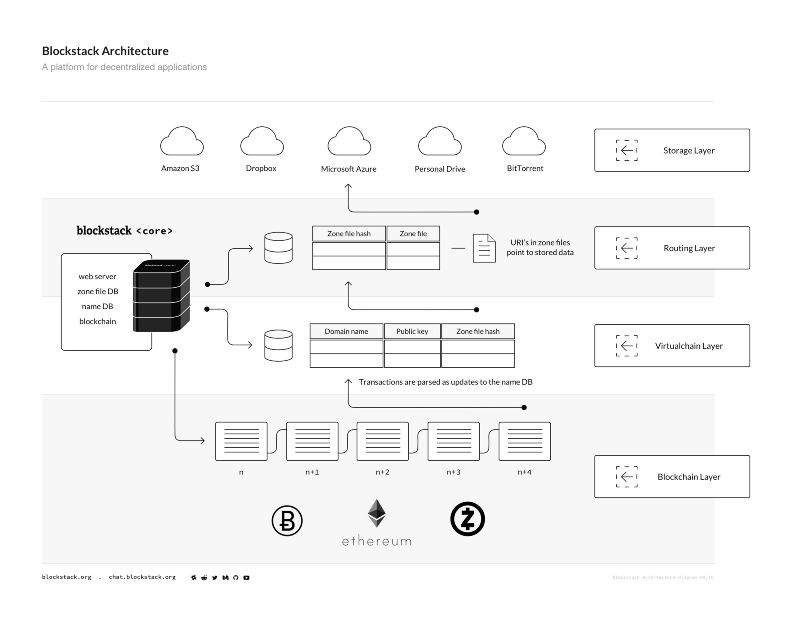 Blockstack Architecture
A platform for decentralized applications
Amazon S3
Dropbox
Microsoft Azure
Personal Drive
BitTorrent
Storage Layer
blockstack <core>
web server
zone file DB
name DB
blockchain
Zone file hash
Zone file
URI's in zone files
point to stored data
Routing Layer
Domain name
Public key
Zone file hash
Virtualchain Layer
Transactions are parsed as updates to the name DB
n
n+1
n+2
n+3
n+4
Blockchain Layer
ethereum
blockstack.org . chat.blockstack.org